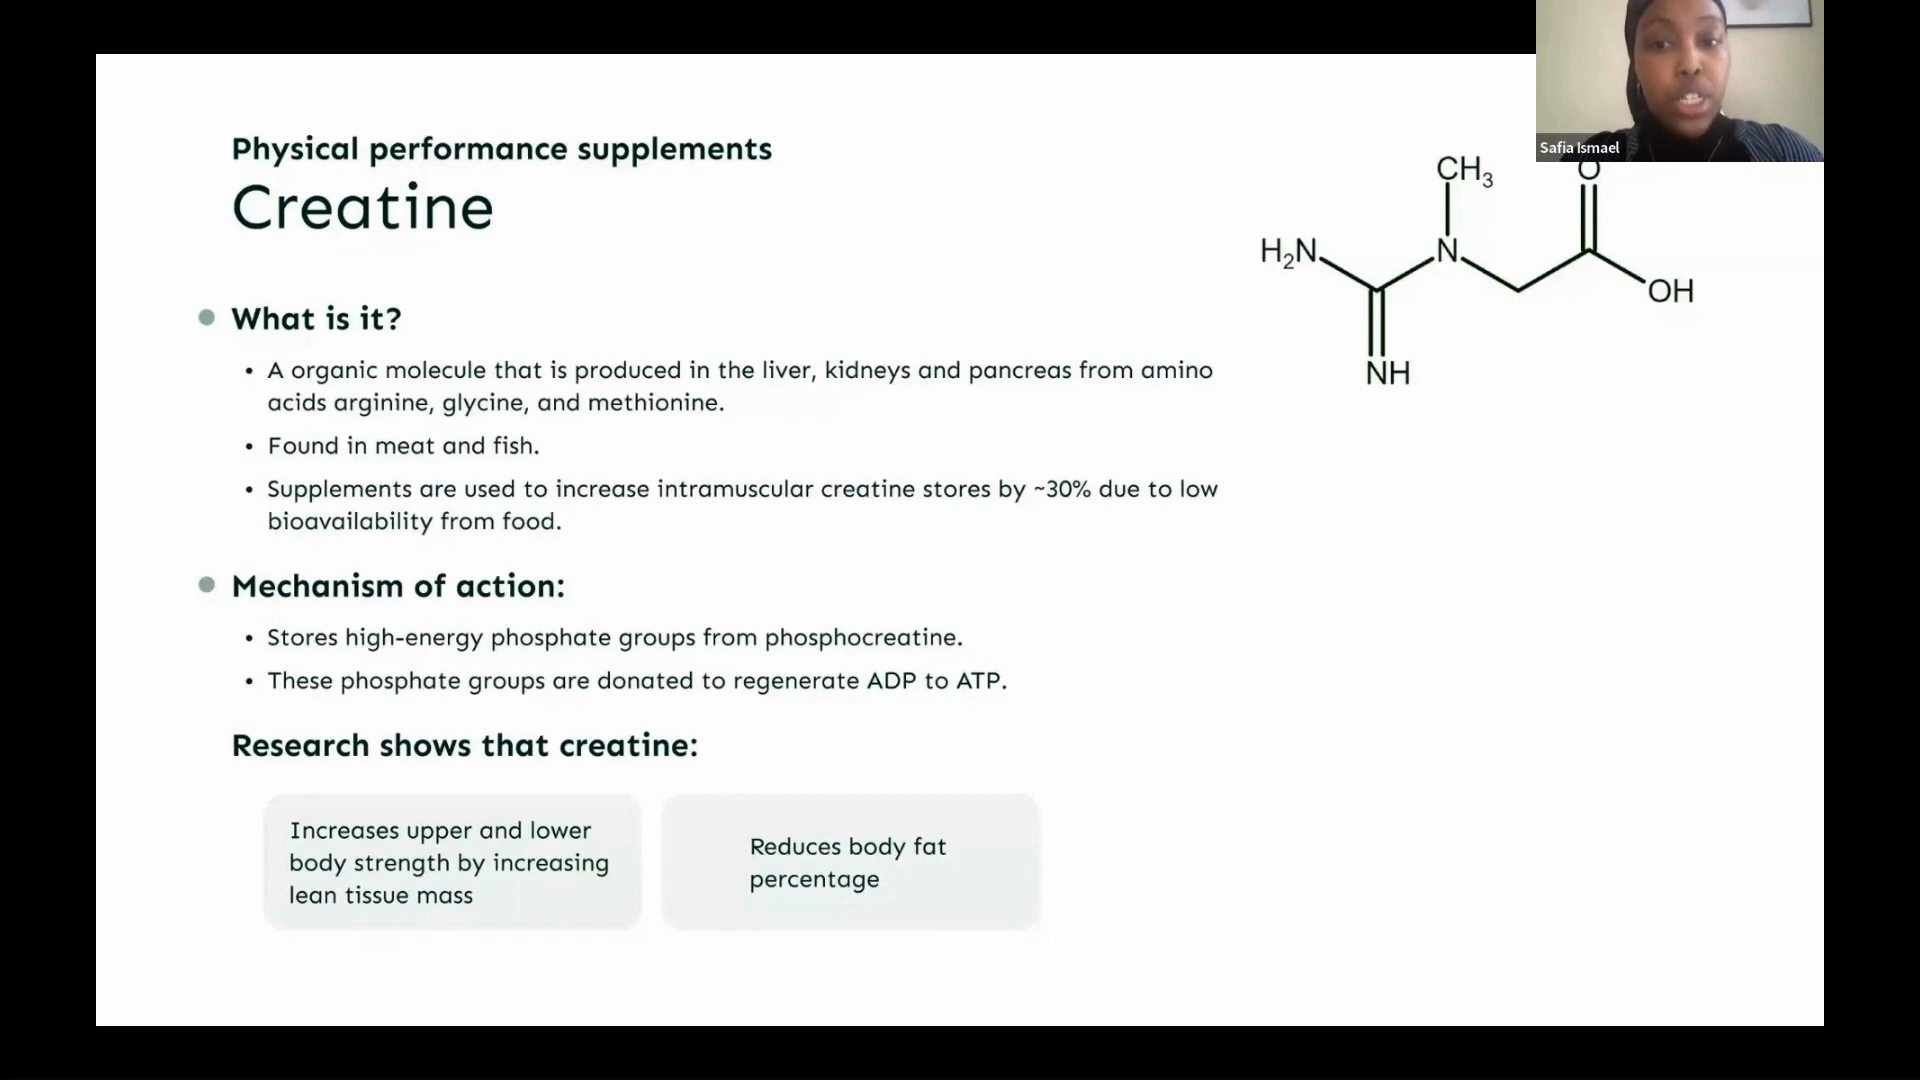 Physical performance supplements
Creatine
What is it?
• A organic molecule that is produced in the liver, kidneys and pancreas from amino
acids arginine, glycine, and methionine.
• Found in meat and fish.
• Supplements are used to increase intramuscular creatine stores by ~30% due to low
bioavailability from food.
Mechanism of action:
• Stores high-energy phosphate groups from phosphocreatine.
• These phosphate groups are donated to regenerate ADP to ATP.
Research shows that creatine:
Increases upper and lower
body strength by increasing
lean tissue mass
Reduces body fat
percentage
Safia Ismael
CH₃
O
H₂N
N
OH
NH